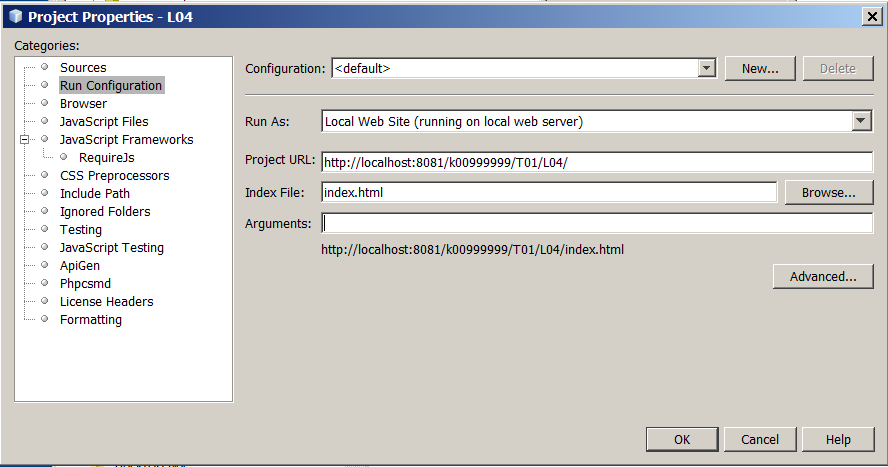 Project Properties - L04
Categories:
Sources
Run Configuration
Browser
JavaScript Files
JavaScript Frameworks
RequireJs
CSS Preprocessors
Include Path
Ignored Folders
Testing
JavaScript Testing
ApiGen
Phpcsmd
License Headers
Formatting
Configuration: <default> New... Delete
Run As: Local Web Site (running on local web server)
Project URL: http://localhost:8081/k00999999/T01/L04/
Index File: index.html Browse...
Arguments:
http://localhost:8081/k00999999/T01/L04/index.html
Advanced...
OK Cancel Help